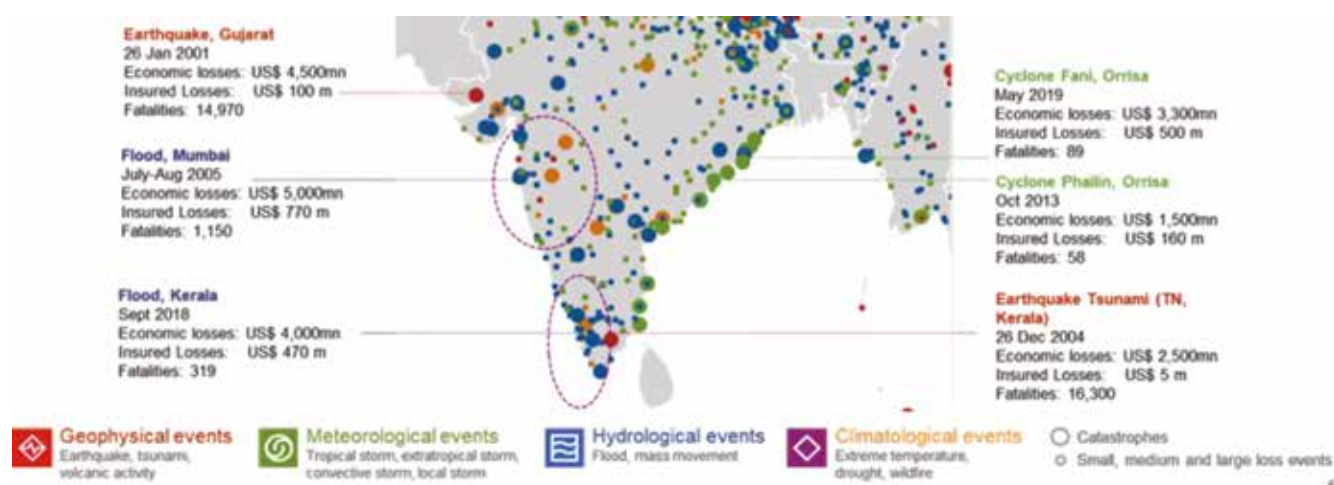 Earthquake, Gujarat
26 Jan 2001
Economic losses: US$ 4,500mn
Insured Losses: US$ 100 m
Fatalities: 14,970
Flood, Mumbai
July-Aug 2005
Economic losses: US$ 5,000mn
Insured Losses: US$ 770 m
Fatalities: 1,150
Flood, Kerala
Sept 2018
Economic losses: US$ 4,000mn
Insured Losses: US$ 470 m
Fatalities: 319
Cyclone Fani, Orrisa
May 2019
Economic losses: US$ 3,300mn
Insured Losses: US$ 500 m
Fatalities: 89
Cyclone Phailin, Orrisa
Oct 2013
Economic losses: US$ 1,500mn
Insured Losses: US$ 160 m
Fatalities: 58
Earthquake Tsunami (TN,
Kerala)
26 Dec 2004
Economic losses: US$ 2,500mn
Insured Losses: US$ 5 m
Fatalities: 16,300
Geophysical events
Earthquake, tsunami,
volcanic activity
Meteorological events
Tropical storm, extratropical storm,
convective storm, local storm
Hydrological events
Flood, mass movement
Climatological events
Extreme temperature,
drought, wildfire
Catastrophes
Small, medium and large loss events